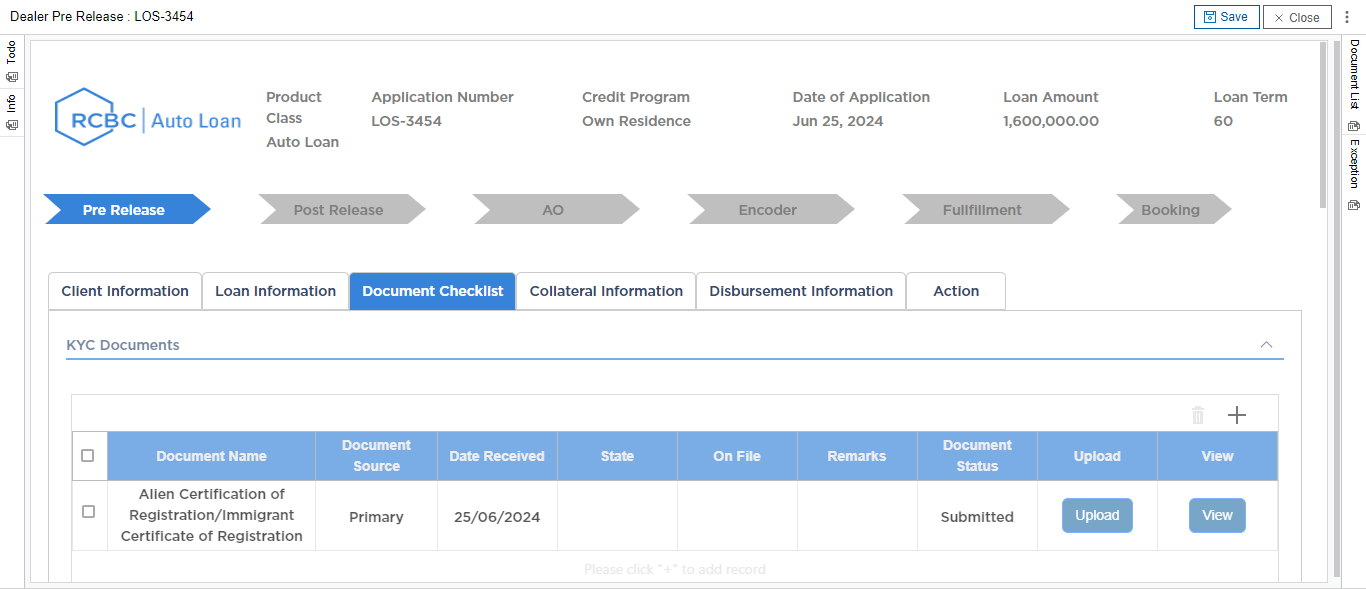 Dealer Pre Release : LOS-3454
Save
Close
Todo
Info
Document List
Exception
RCBC Auto Loan
Product Class
Auto Loan
Application Number
LOS-3454
Credit Program
Own Residence
Date of Application
Jun 25, 2024
Loan Amount
1,600,000.00
Loan Term
60
Pre Release
Post Release
AO
Encoder
Fullfillment
Booking
Client Information
Loan Information
Document Checklist
Collateral Information
Disbursement Information
Action
KYC Documents
Document Name
Document Source
Date Received
State
On File
Remarks
Document Status
Upload
View
Alien Certification of
Registration/Immigrant
Certificate of Registration
Primary
25/06/2024
Submitted
Upload
View
Please click "+" to add record